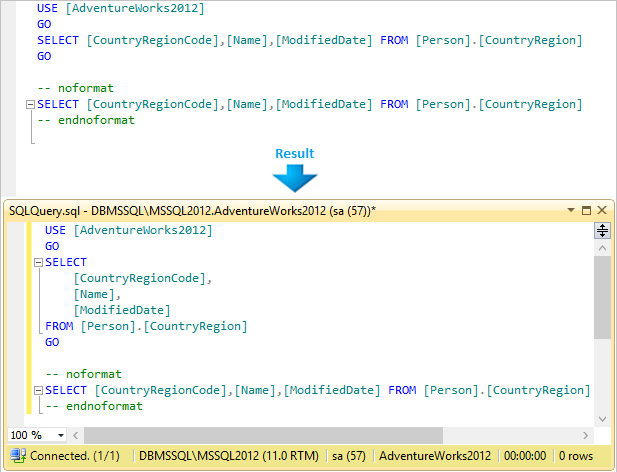 USE [AdventureWorks2012]
GO
SELECT [CountryRegionCode],[Name],[ModifiedDate] FROM [Person].[CountryRegion]
GO
-- noformat
SELECT [CountryRegionCode],[Name],[ModifiedDate] FROM [Person].[CountryRegion]
-- endnoformat
Result
SQLQuery.sql - DBMSSQL\MSSQL2012.AdventureWorks2012 (sa (57))*
USE [AdventureWorks2012]
GO
SELECT
[CountryRegionCode],
[Name],
[ModifiedDate]
FROM [Person].[CountryRegion]
GO
-- noformat
SELECT [CountryRegionCode],[Name],[ModifiedDate] FROM [Person].[CountryRegion]
-- endnoformat
100 %
Connected. (1/1) DBMSSQL\MSSQL2012 (11.0 RTM) sa (57) AdventureWorks2012 00:00:00 0 rows